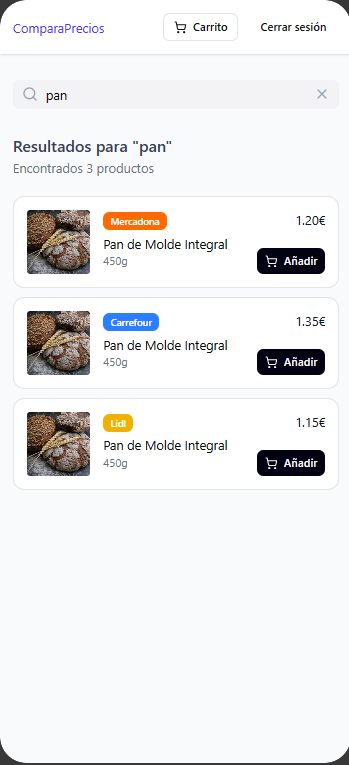 ComparaPrecios
Carrito
Cerrar sesión
pan
Resultados para "pan"
Encontrados 3 productos
Mercadona
1.20€
Pan de Molde Integral
450g
Añadir
Carrefour
1.35€
Pan de Molde Integral
450g
Añadir
Lidl
1.15€
Pan de Molde Integral
450g
Añadir